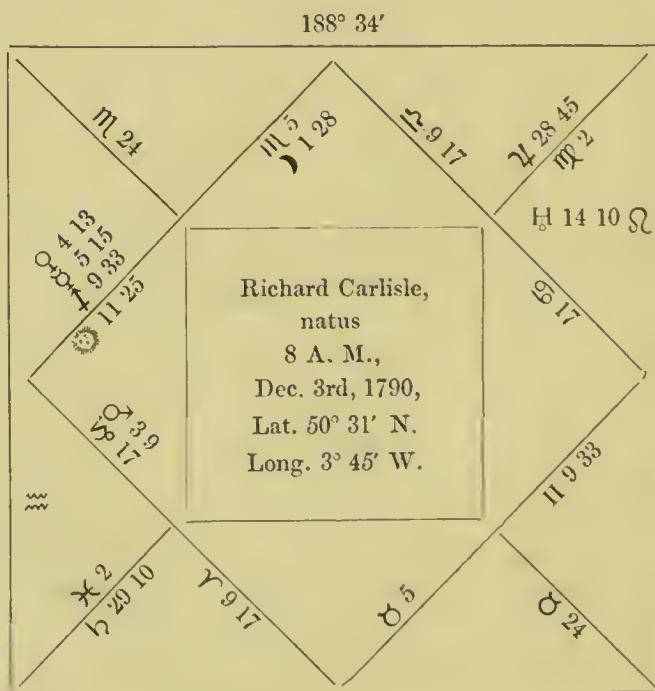 188° 34′
♏ 24
♏ 5
☽ 1 28
♎ 9 17
♃ 28 45
♍ 2
♅ 14 10 ♌
♀ 4 13
☿ 5 15
♐ 9 33
☉ 11 25
Richard Carlisle,
natus
8 A. M.,
Dec. 3rd, 1790,
Lat. 50° 31′ N.
Long. 3° 45′ W.
♋ 17
♂ 3 9
♑ 17
♒
♊ 9 33
♓ 2
♄ 29 10
♈ 9 17
♉ 5
♉ 24